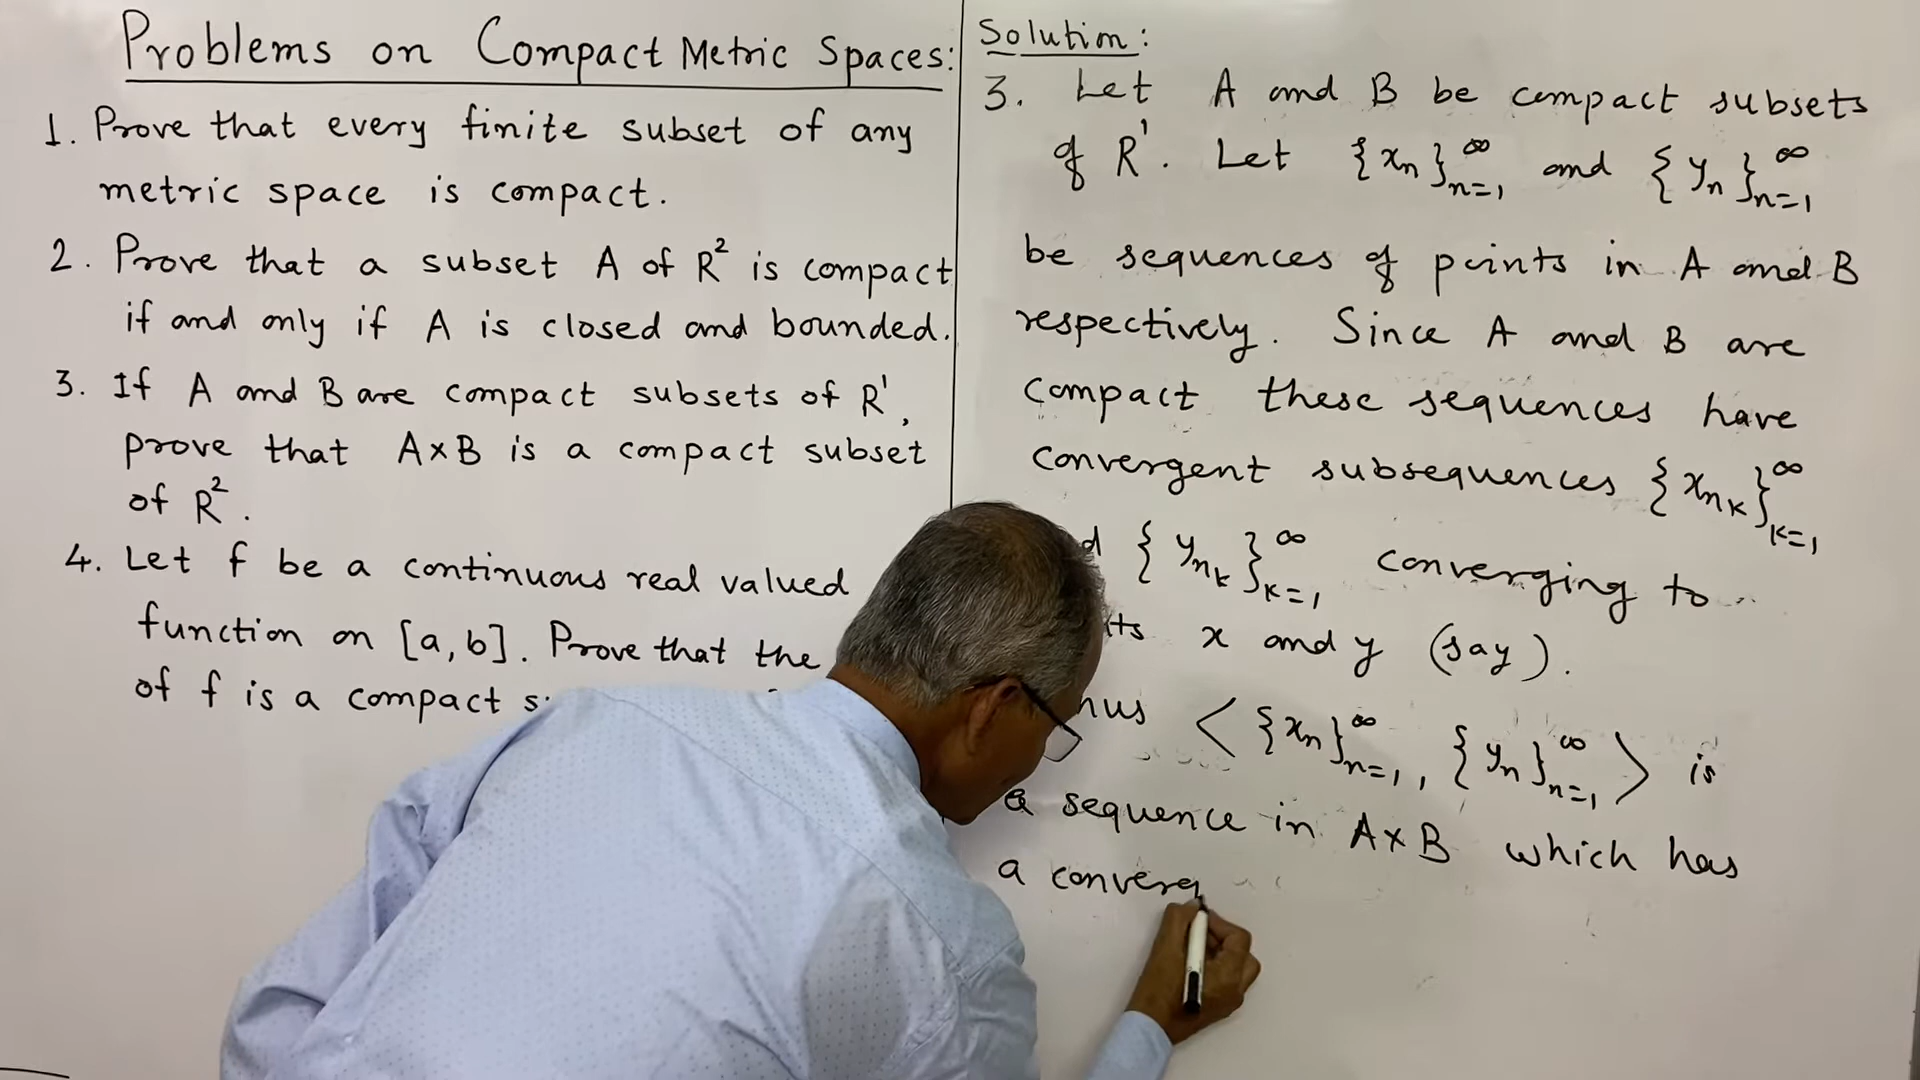 Problems on Compact Metric Spaces:
1. Prove that every finite subset of any
metric space is compact.
2. Prove that a subset A of R² is compact
if and only if A is closed and bounded.
3. If A and B are compact subsets of R¹,
prove that A×B is a compact subset
of R².
4. Let f be a continuous real valued
function on [a,b]. Prove that the
of f is a compact
Solution:
3. Let A and B be compact subsets
of R¹. Let {xₙ}ₙ₌₁^∞ and {yₙ}ₙ₌₁^∞
be sequences of points in A and B
respectively. Since A and B are
compact these sequences have
convergent subsequences {x_{n_k}}_{k=1}^∞
{y_{n_k}}_{k=1}^∞ converging to
x and y (say).
< {xₙ}ₙ₌₁^∞, {yₙ}ₙ₌₁^∞ > is
a sequence in A×B which has
a converg